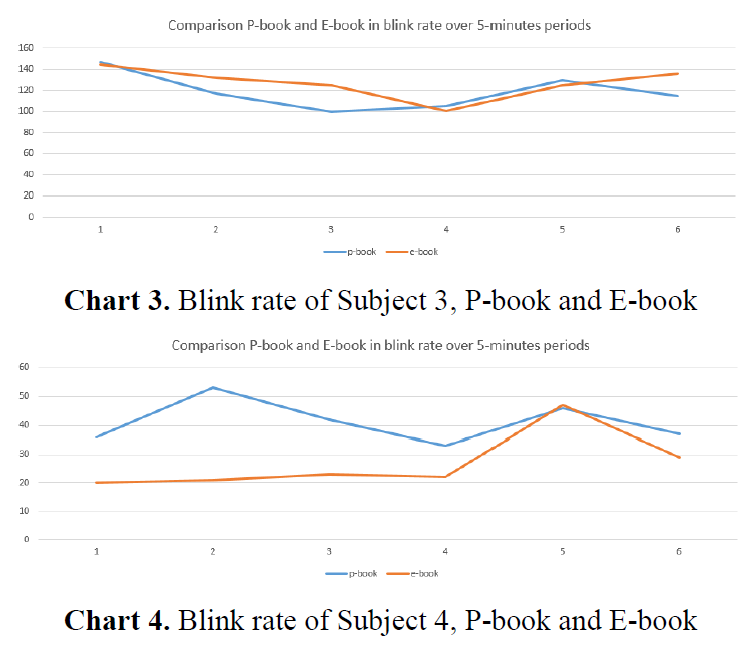 Comparison P-book and E-book in blink rate over 5-minutes periods
160
140
120
100
80
60
40
20
0
1 2 3 4 5 6
p-book e-book
Chart 3. Blink rate of Subject 3, P-book and E-book
Comparison P-book and E-book in blink rate over 5-minutes periods
60
50
40
30
20
10
0
1 2 3 4 5 6
p-book e-book
Chart 4. Blink rate of Subject 4, P-book and E-book